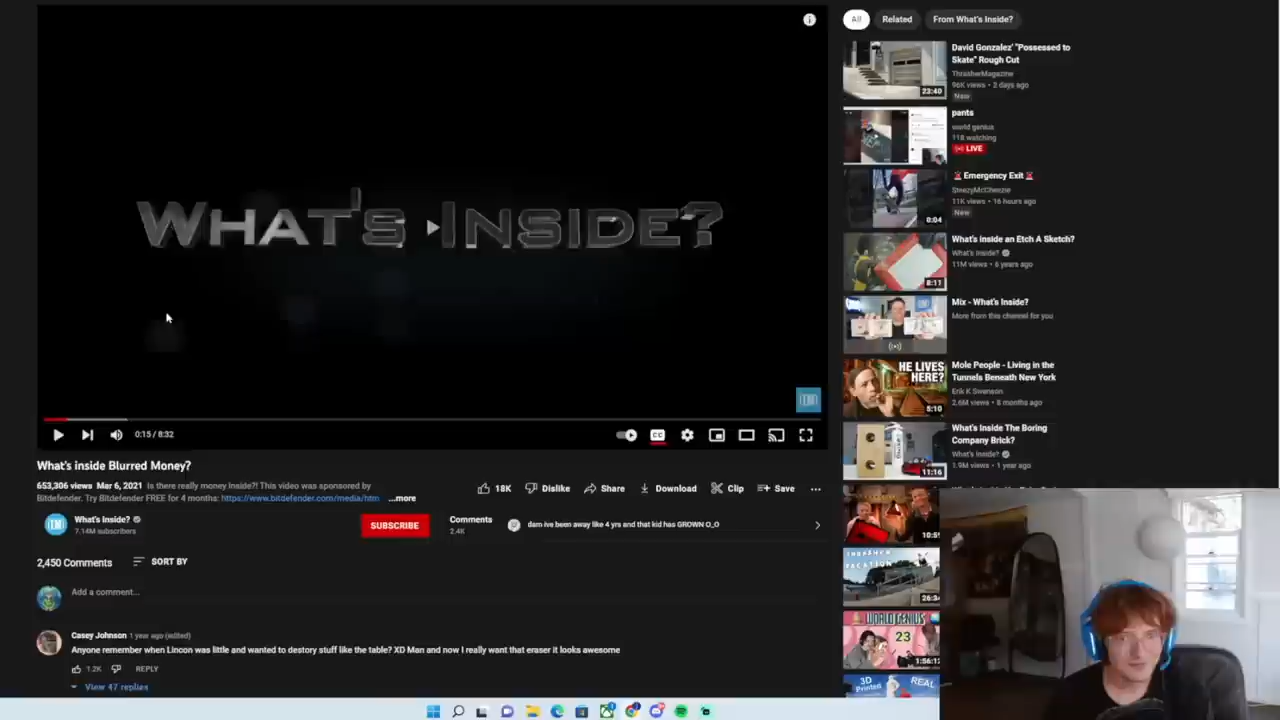 All
Related
From What's Inside?
WHAT'S INSIDE?
David Gonzalez' "Possessed to
Skate" Rough Cut
ThrasherMagazine
96K views • 2 days ago
New
23:40
pants
world genius
118 watching
LIVE
Emergency Exit
SteezyMcCheezie
11K views • 16 hours ago
New
0:04
What's inside an Etch A Sketch?
What's Inside?
11M views • 6 years ago
8:11
Mix - What's Inside?
More from this channel for you
HE LIVES
HERE?
Mole People - Living in the
Tunnels Beneath New York
Erik K Swenson
2.6M views • 8 months ago
5:10
What's Inside The Boring
Company Brick?
What's Inside?
1.9M views • 1 year ago
11:16
0:15 / 8:32
CC
What's inside Blurred Money?
653,306 views Mar 6, 2021 Is there really money Inside?! This video was sponsored by
Bitdefender. Try Bitdefender FREE for 4 months: https://www.bitdefender.com/media/htm ...more
18K
Dislike
Share
Download
Clip
Save
What's Inside?
7.14M subscribers
SUBSCRIBE
Comments
2.4K
dam ive been away like 4 yrs and that kid has GROWN O_O
2,450 Comments
SORT BY
Add a comment...
Casey Johnson 1 year ago (edited)
Anyone remember when Lincon was little and wanted to destory stuff like the table? XD Man and now I really want that eraser it looks awesome
1.2K
REPLY
View 47 replies
10:59
THRASHER
VACATION
26:34
WORLD GENIUS
23
1:56:12
3D
Printed
REAL